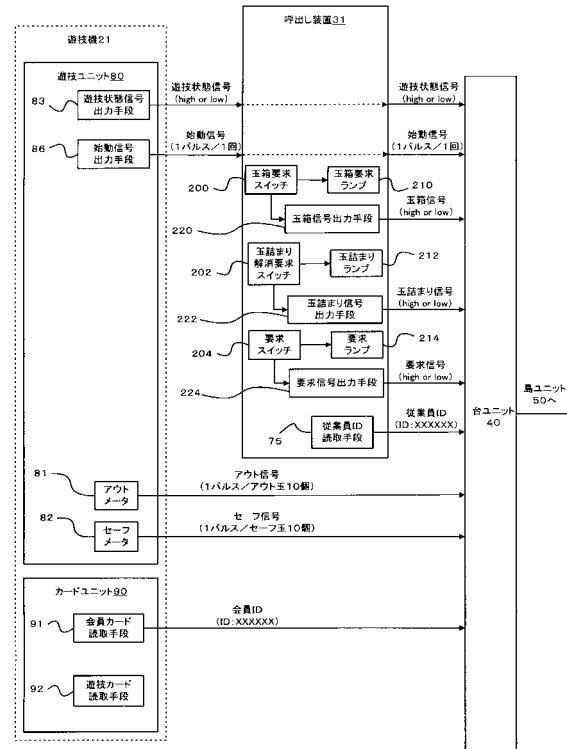 遊技機21
遊技ユニット80
83
遊技状態信号
出力手段
86
始動信号
出力手段
81
アウト
メータ
82
セーフ
メータ
カードユニット90
91
会員カード
読取手段
92
遊技カード
読取手段
遊技状態信号
(high or low)
始動信号
(1パルス/1回)
呼出し装置31
200
玉箱要求
スイッチ
玉箱要求
ランプ
210
220
玉箱信号出力手段
202
玉詰まり
解消要求
スイッチ
玉詰まり
ランプ
212
222
玉詰まり信号
出力手段
204
要求
スイッチ
要求
ランプ
214
224
要求信号出力手段
75
従業員ID
読取手段
遊技状態信号
(high or low)
始動信号
(1パルス/1回)
玉箱信号
(high or low)
玉詰まり信号
(high or low)
要求信号
(high or low)
従業員ID
(ID:XXXXXX)
アウト信号
(1パルス/アウト玉10個)
セーフ信号
(1パルス/セーフ玉10個)
会員ID
(ID:XXXXXX)
台ユニット
40
島ユニット
50へ